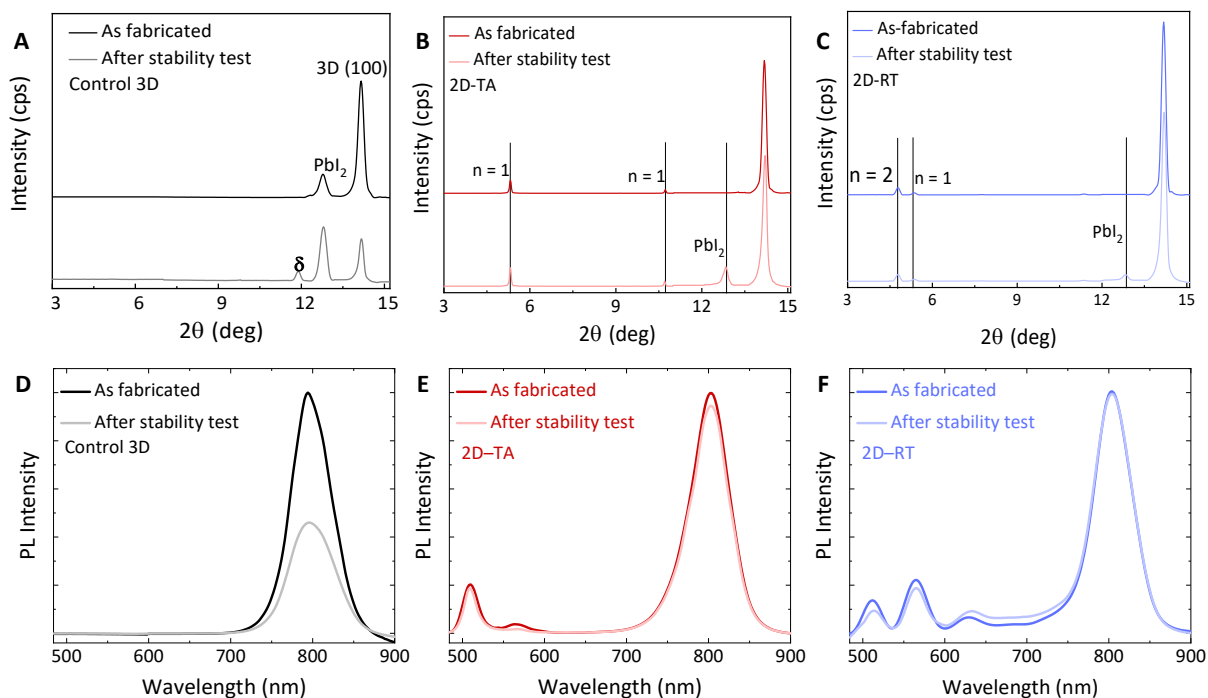 A
As fabricated
After stability test
Control 3D
3D (100)
PbI₂
δ
Intensity (cps)
3 6 9 12 15
2θ (deg)
B
As fabricated
After stability test
2D-TA
n = 1
n = 1
PbI₂
Intensity (cps)
3 6 9 12 15
2θ (deg)
C
As-fabricated
After stability test
2D-RT
n = 2
n = 1
PbI₂
Intensity (cps)
3 6 9 12 15
2θ (deg)
D
As fabricated
After stability test
Control 3D
PL Intensity
500 600 700 800 900
Wavelength (nm)
E
As fabricated
After stability test
2D–TA
PL Intensity
500 600 700 800 900
Wavelength (nm)
F
As fabricated
After stability test
2D–RT
PL Intensity
500 600 700 800 900
Wavelength (nm)